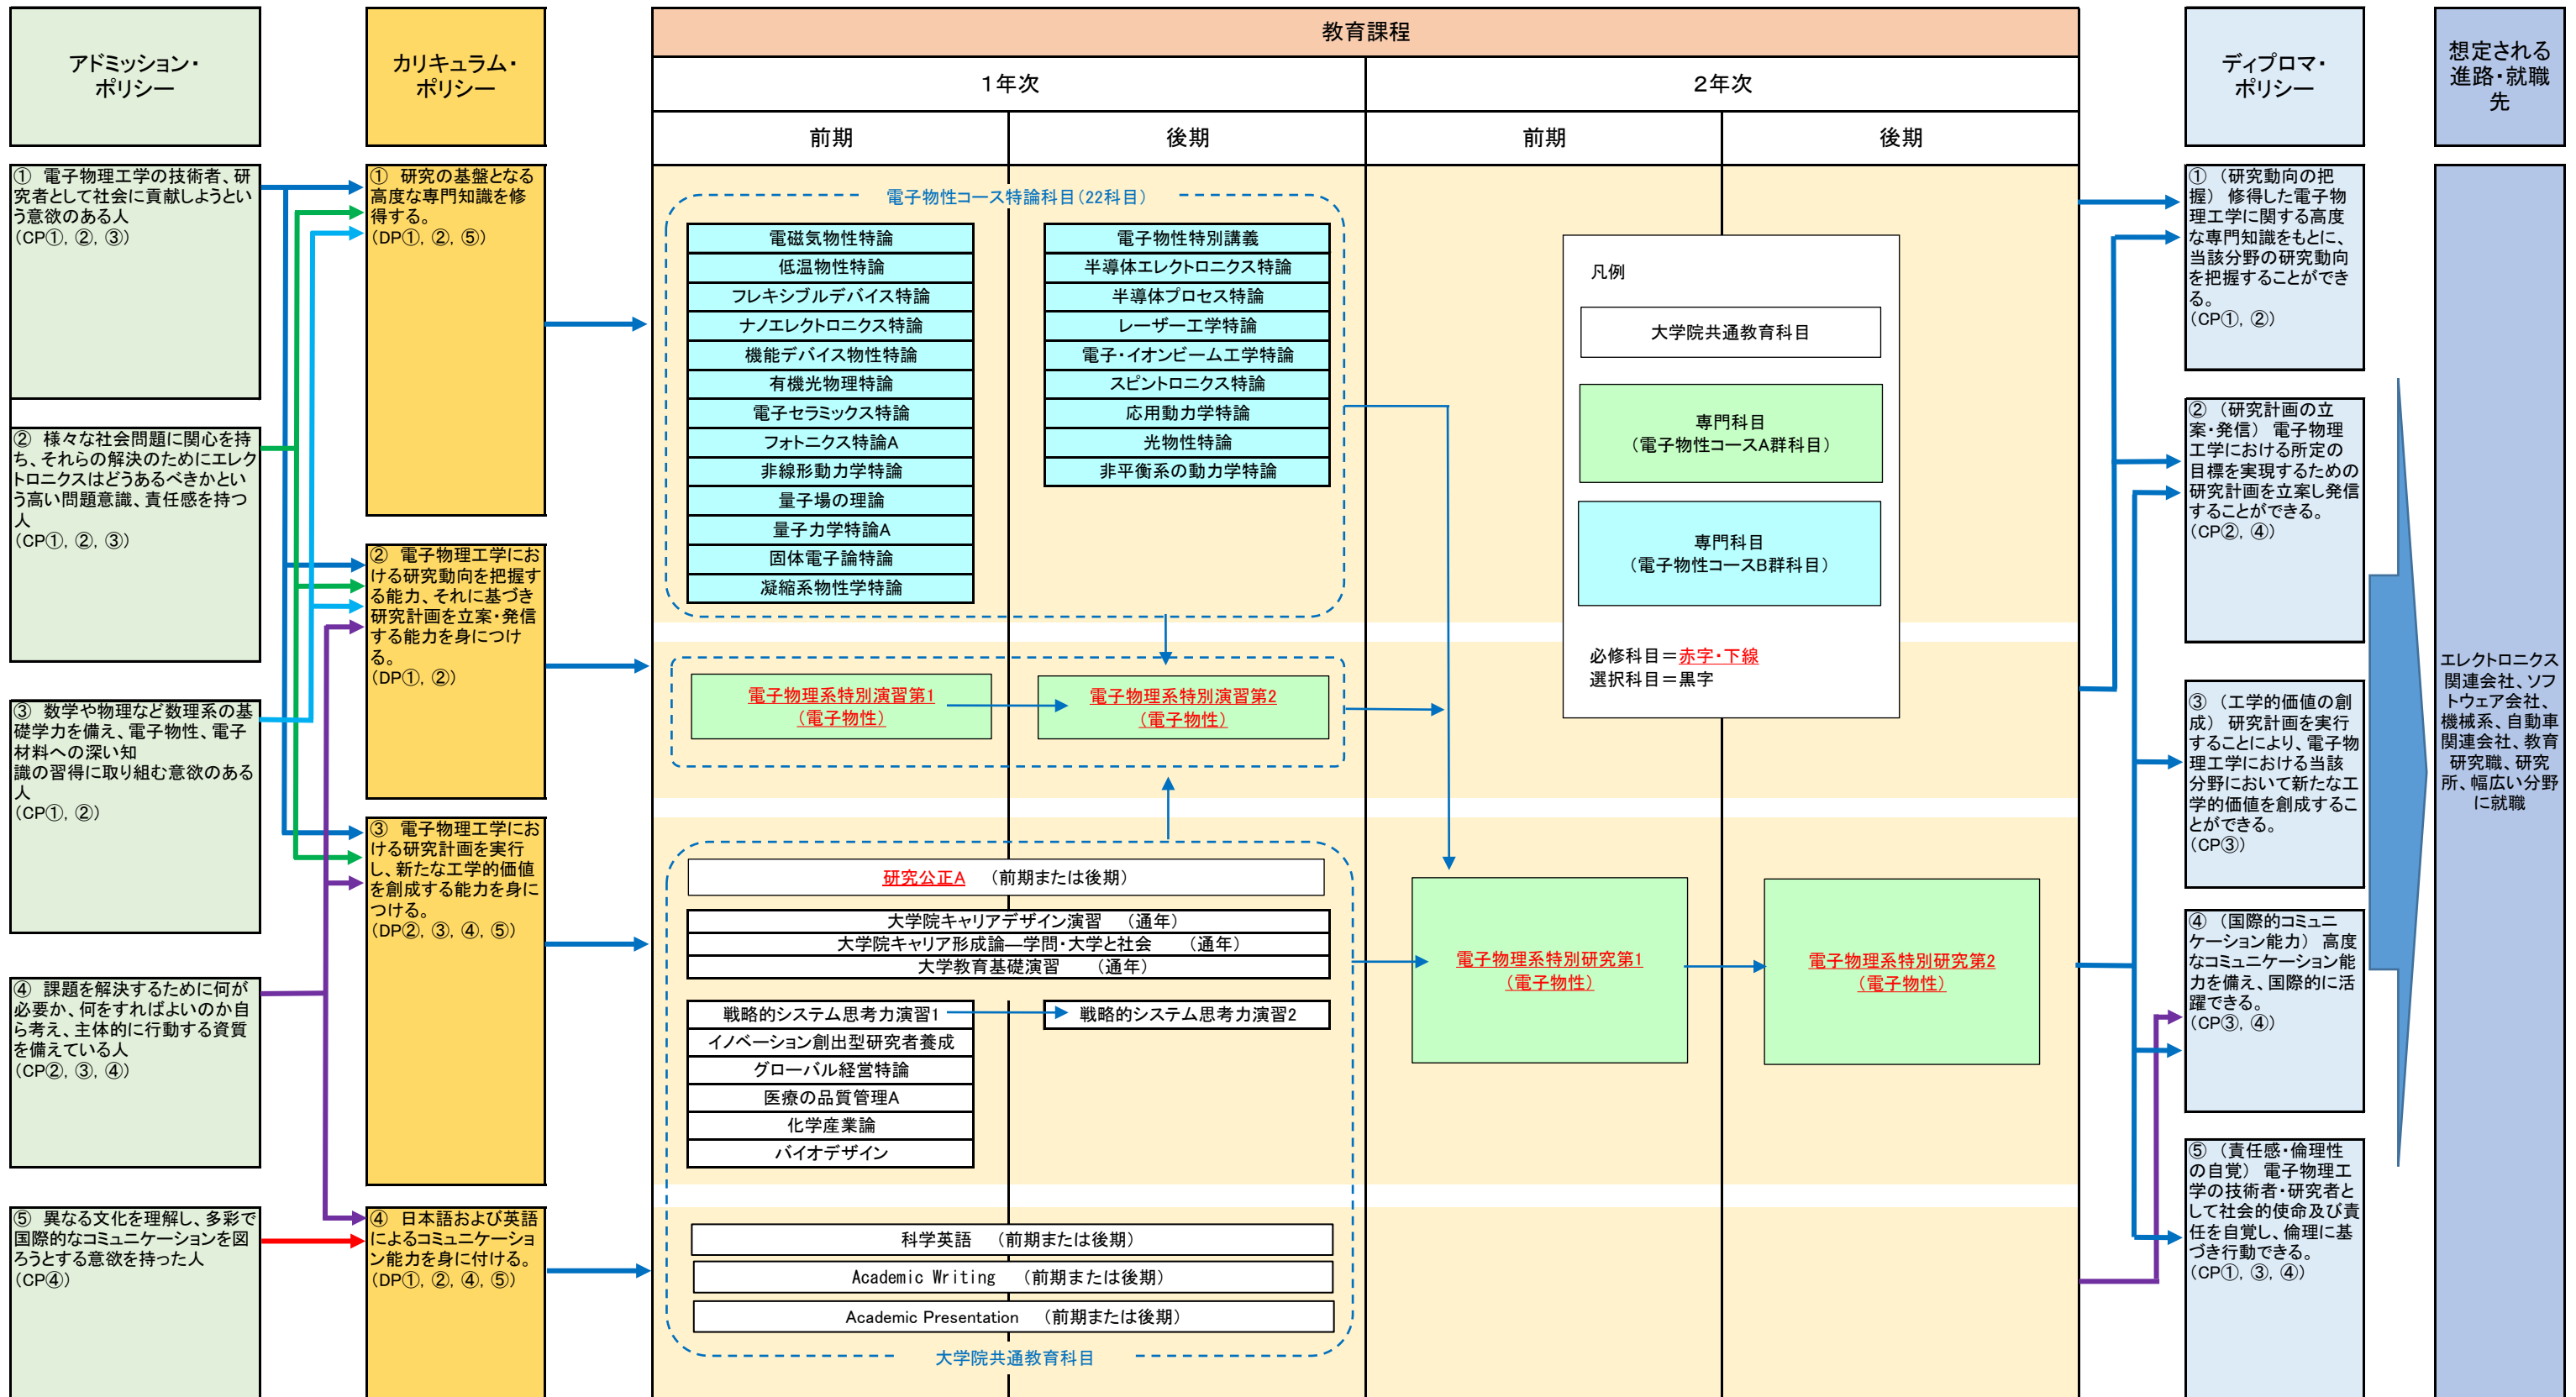 アドミッション・
ポリシー
カリキュラム・
ポリシー
教育課程
1年次
2年次
前期
後期
前期
後期
ディプロマ・
ポリシー
想定される
進路・就職
先
① 電子物理工学の技術者、研
究者として社会に貢献しようとい
う意欲のある人
（CP①, ②, ③）
② 様々な社会問題に関心を持
ち、それらの解決のためにエレク
トロニクスはどうあるべきかとい
う高い問題意識、責任感を持つ
人
（CP①, ②, ③）
③ 数学や物理など数理系の基
礎学力を備え、電子物性、電子
材料への深い知
識の習得に取り組む意欲のある
人
（CP①, ②）
④ 課題を解決するために何が
必要か、何をすればよいのか自
ら考え、主体的に行動する資質
を備えている人
（CP②, ③, ④）
⑤ 異なる文化を理解し、多彩で
国際的なコミュニケーションを図
ろうとする意欲を持った人
（CP④）
① 研究の基盤となる
高度な専門知識を修
得する。
（DP①, ②, ⑤）
② 電子物理工学にお
ける研究動向を把握す
る能力、それに基づき
研究計画を立案・発信
する能力を身につけ
る。
（DP①, ②）
③ 電子物理工学にお
ける研究計画を実行
し、新たな工学的価値
を創成する能力を身に
つける。
（DP②, ③, ④, ⑤）
④ 日本語および英語
によるコミュニケーショ
ン能力を身に付ける。
（DP①, ②, ④, ⑤）
電子物性コース特論科目（22科目）
電磁気物性特論
低温物性特論
フレキシブルデバイス特論
ナノエレクトロニクス特論
機能デバイス物性特論
有機光物理特論
電子セラミックス特論
フォトニクス特論A
非線形動力学特論
量子場の理論
量子力学特論A
固体電子論特論
凝縮系物性学特論
電子物性特別講義
半導体エレクトロニクス特論
半導体プロセス特論
レーザー工学特論
電子・イオンビーム工学特論
スピントロニクス特論
応用動力学特論
光物性特論
非平衡系の動力学特論
電子物理系特別演習第1
（電子物性）
電子物理系特別演習第2
（電子物性）
研究公正A （前期または後期）
大学院キャリアデザイン演習 （通年）
大学院キャリア形成論―学問・大学と社会 （通年）
大学教育基礎演習 （通年）
戦略的システム思考力演習1
戦略的システム思考力演習2
イノベーション創出型研究者養成
グローバル経営特論
医療の品質管理A
化学産業論
バイオデザイン
科学英語 （前期または後期）
Academic Writing （前期または後期）
Academic Presentation （前期または後期）
大学院共通教育科目
凡例
大学院共通教育科目
専門科目
（電子物性コースA群科目）
専門科目
（電子物性コースB群科目）
必修科目＝赤字・下線
選択科目＝黒字
電子物理系特別研究第1
（電子物性）
電子物理系特別研究第2
（電子物性）
① （研究動向の把
握） 修得した電子物
理工学に関する高度
な専門知識をもとに、
当該分野の研究動向
を把握することができ
る。
（CP①, ②）
② （研究計画の立
案・発信） 電子物理
工学における所定の
目標を実現するための
研究計画を立案し発信
することができる。
（CP②, ④）
③ （工学的価値の創
成） 研究計画を実行
することにより、電子物
理工学における当該
分野において新たな工
学的価値を創成するこ
とができる。
（CP③）
④ （国際的コミュニ
ケーション能力） 高度
なコミュニケーション能
力を備え、国際的に活
躍できる。
（CP③, ④）
⑤ （責任感・倫理性
の自覚） 電子物理工
学の技術者・研究者と
して社会的使命及び責
任を自覚し、倫理に基
づき行動できる。
（CP①, ③, ④）
エレクトロニクス
関連会社、ソフ
トウェア会社、
機械系、自動車
関連会社、教育
研究職、研究
所、幅広い分野
に就職